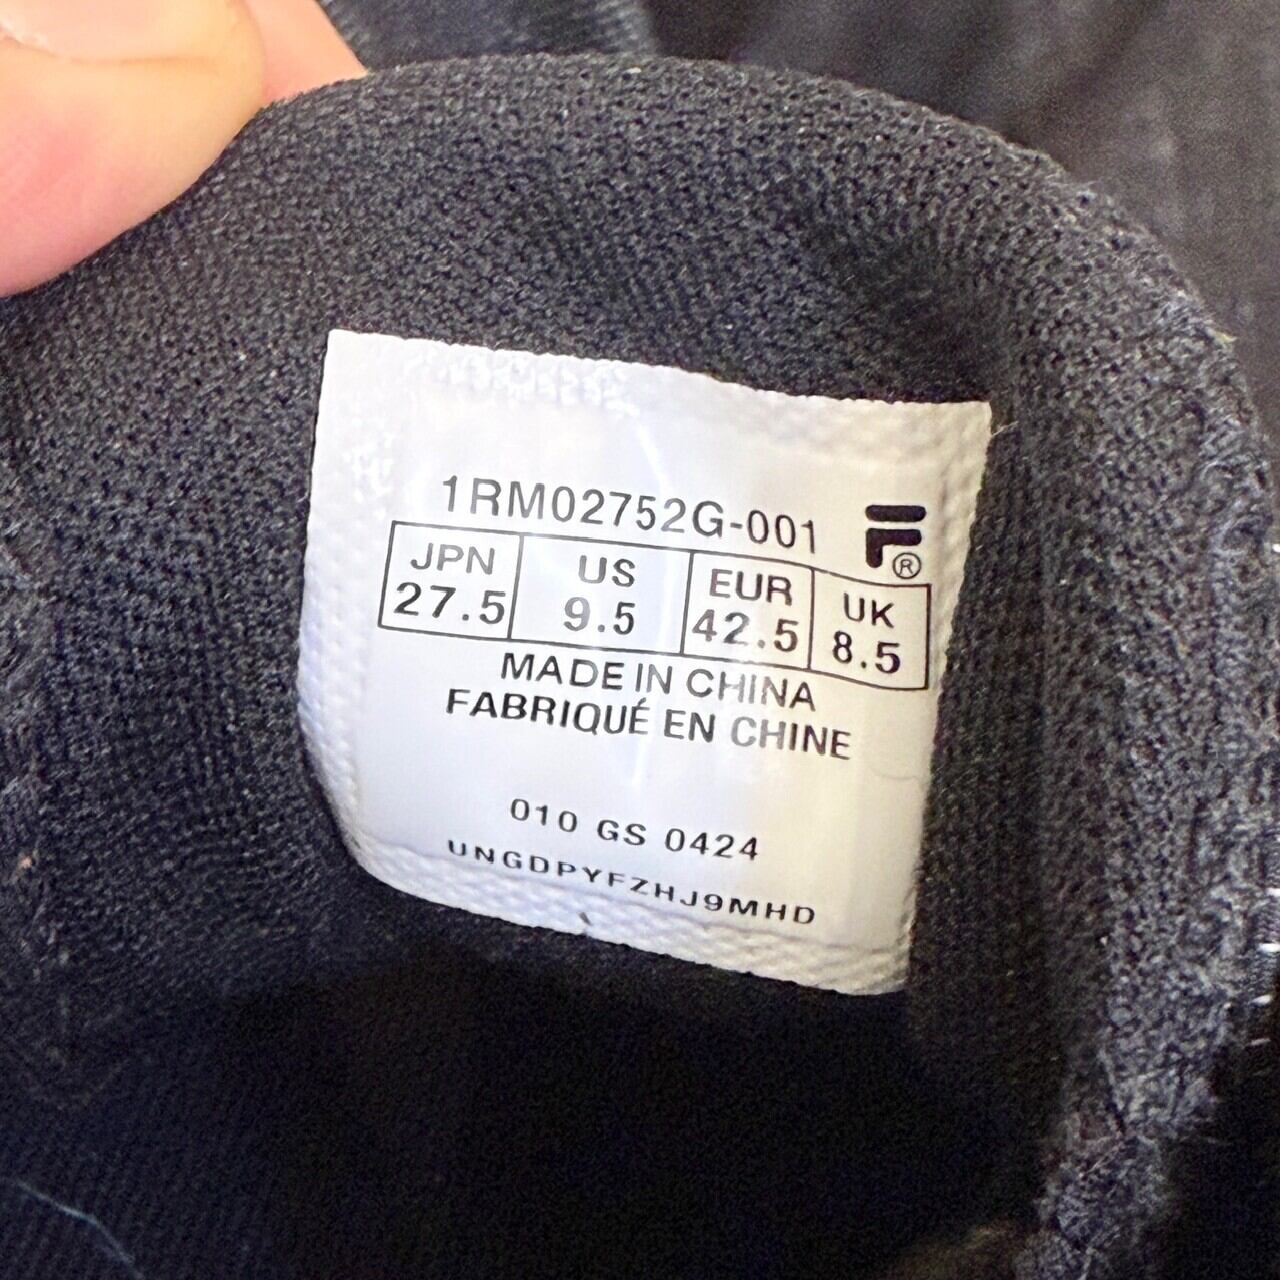 1RM02752G-001
F®
JPN US EUR UK
27.5 9.5 42.5 8.5
MADE IN CHINA
FABRIQUÉ EN CHINE
010 GS 0424
UNGDPYFZHJ9MHD